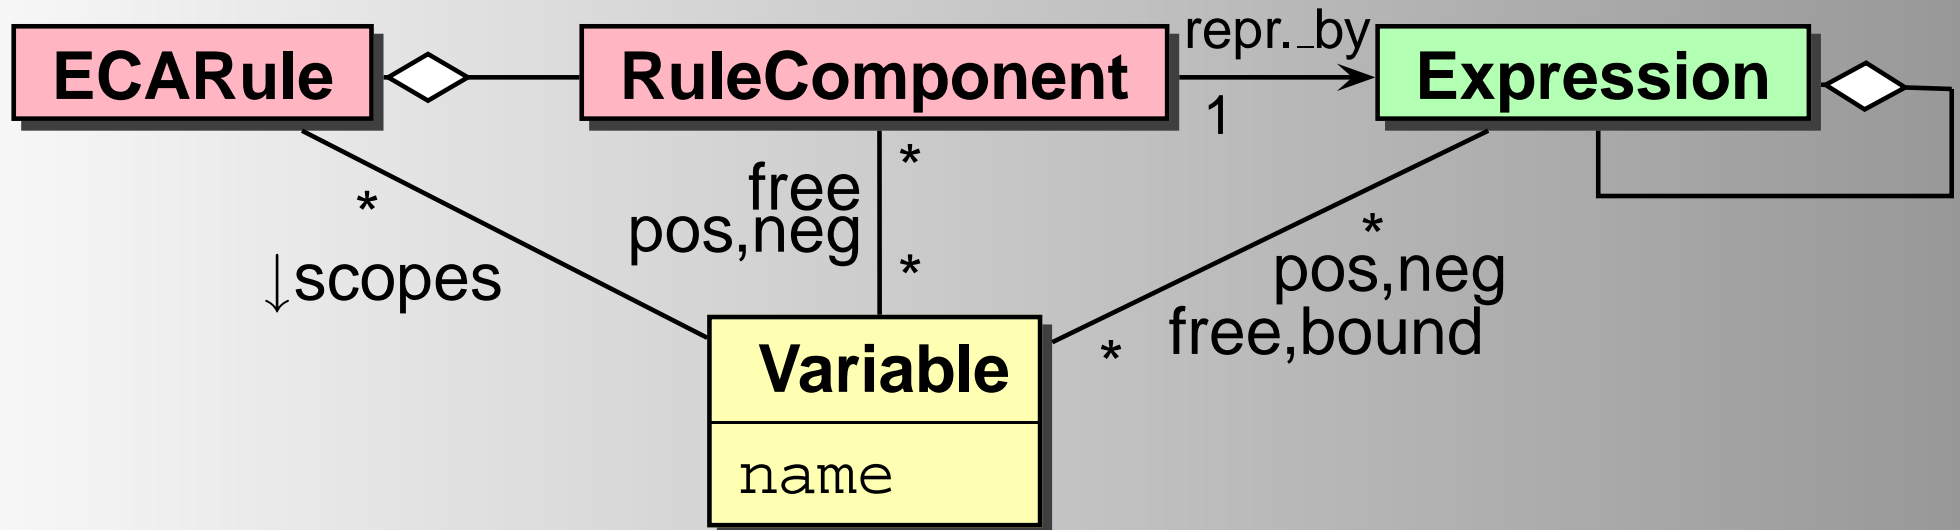 ECARule
RuleComponent
repr._by
1
Expression
*
free
pos,neg
*
*
↓scopes
*
pos,neg
free,bound
*
Variable
name